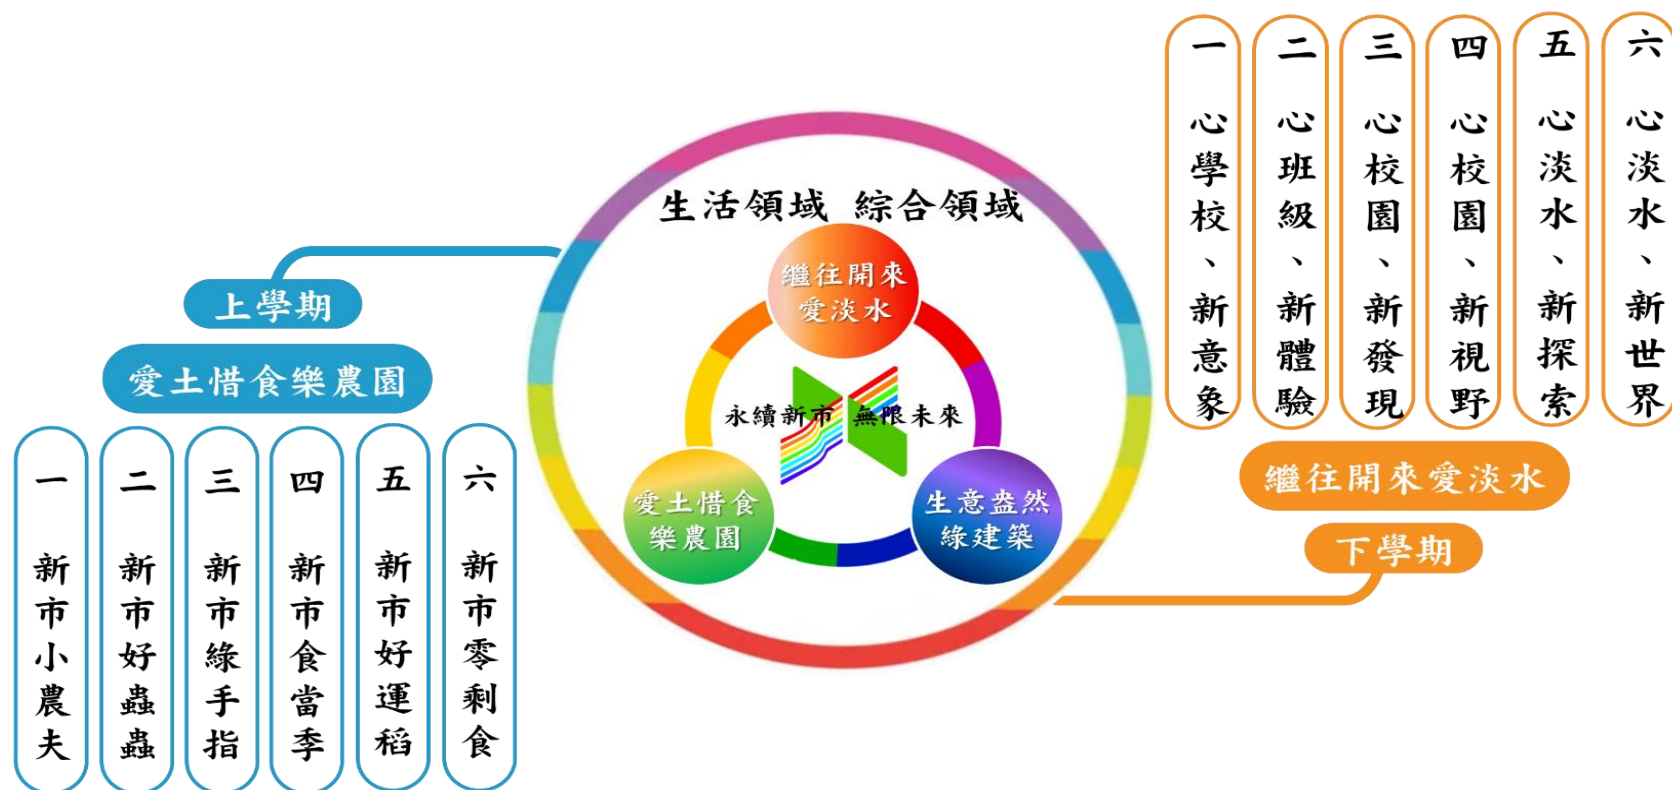 生活領域 綜合領域
繼往開來
愛淡水
永續新市 無限未來
愛土惜食
樂農園
生意盎然
綠建築
上學期
愛土惜食樂農園
一 新市小農夫
二 新市好蟲蟲
三 新市綠手指
四 新市食當季
五 新市好運稻
六 新市零剩食
一 心學校、新意象
二 心班級、新體驗
三 心校園、新發現
四 心校園、新視野
五 心淡水、新探索
六 心淡水、新世界
繼往開來愛淡水
下學期